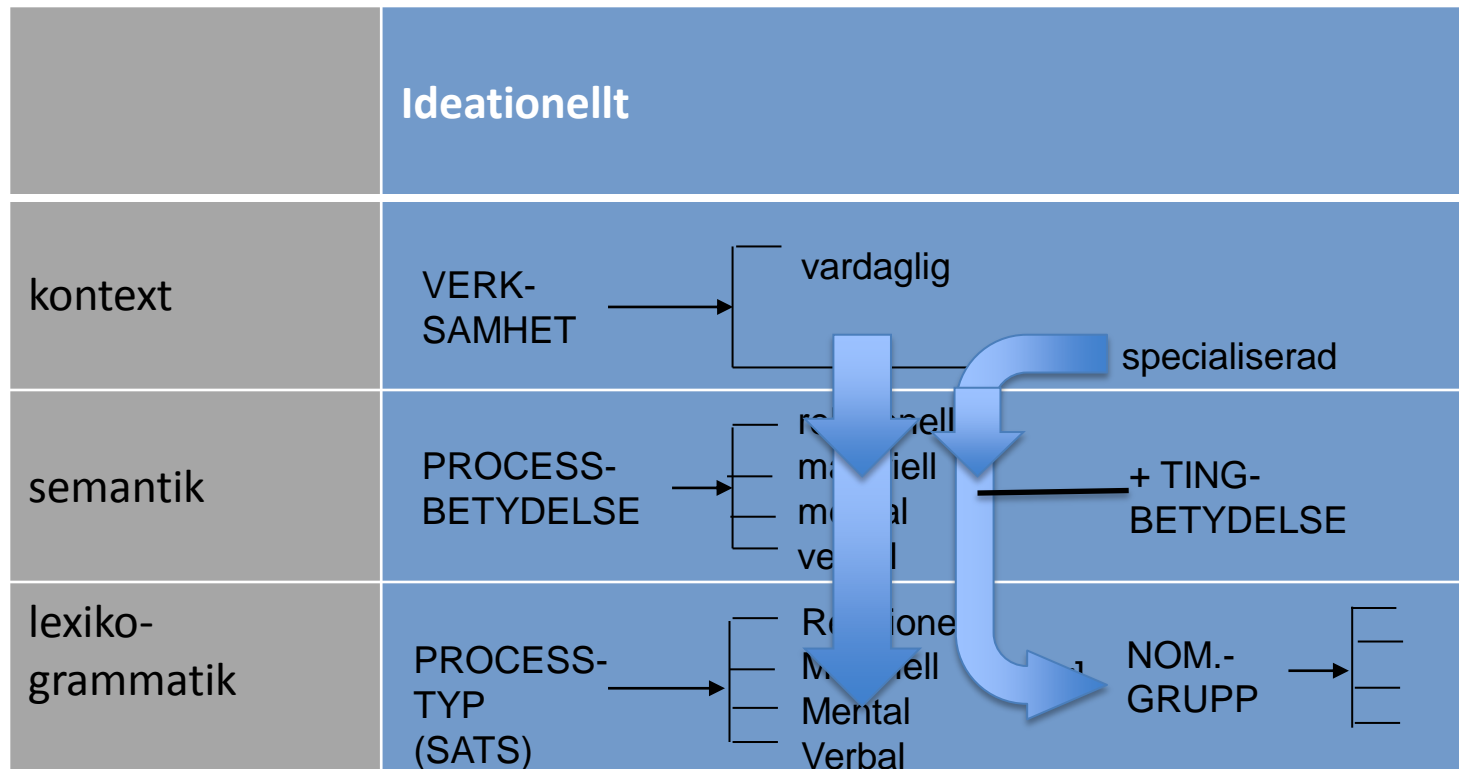 Ideationellt
kontext
VERK-
SAMHET
vardaglig
specialiserad
semantik
PROCESS-
BETYDELSE
+ TING-
BETYDELSE
lexiko-
grammatik
PROCESS-
TYP
(SATS)
Mental
Verbal
NOM.-
GRUPP